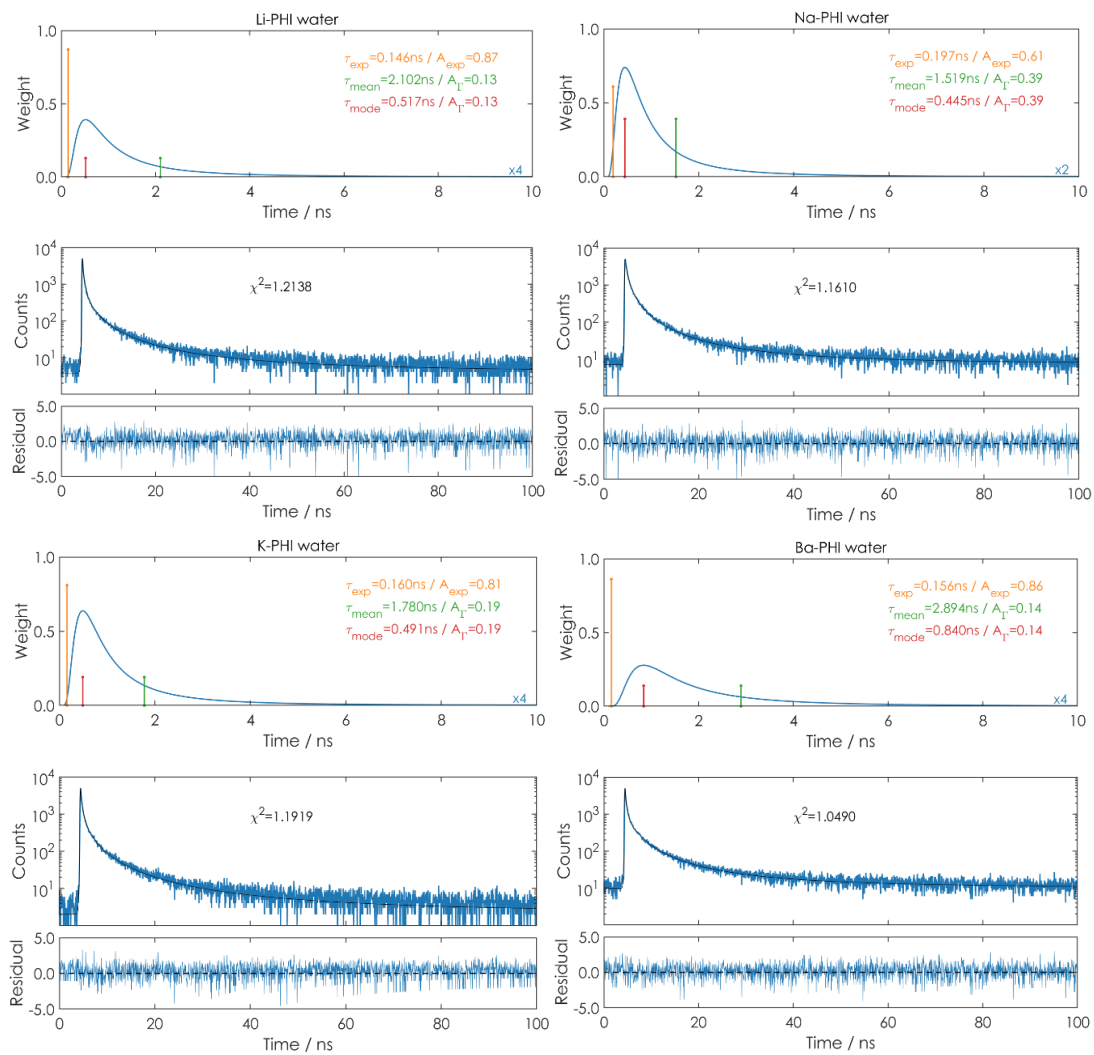 Li-PHI water
Weight
1.0
0.5
0.0
τexp=0.146ns / Aexp=0.87
τmean=2.102ns / AΓ=0.13
τmode=0.517ns / AΓ=0.13
x4
0 2 4 6 8 10
Time / ns
Counts
10^4
10^3
10^2
10^1
χ^2=1.2138
Residual
5.0
0.0
-5.0
0 20 40 60 80 100
Time / ns
Na-PHI water
Weight
1.0
0.5
0.0
τexp=0.197ns / Aexp=0.61
τmean=1.519ns / AΓ=0.39
τmode=0.445ns / AΓ=0.39
x2
0 2 4 6 8 10
Time / ns
Counts
10^4
10^3
10^2
10^1
χ^2=1.1610
Residual
5.0
0.0
-5.0
0 20 40 60 80 100
Time / ns
K-PHI water
Weight
1.0
0.5
0.0
τexp=0.160ns / Aexp=0.81
τmean=1.780ns / AΓ=0.19
τmode=0.491ns / AΓ=0.19
x4
0 2 4 6 8 10
Time / ns
Counts
10^4
10^3
10^2
10^1
χ^2=1.1919
Residual
5.0
0.0
-5.0
0 20 40 60 80 100
Time / ns
Ba-PHI water
Weight
1.0
0.5
0.0
τexp=0.156ns / Aexp=0.86
τmean=2.894ns / AΓ=0.14
τmode=0.840ns / AΓ=0.14
x4
0 2 4 6 8 10
Time / ns
Counts
10^4
10^3
10^2
10^1
χ^2=1.0490
Residual
5.0
0.0
-5.0
0 20 40 60 80 100
Time / ns